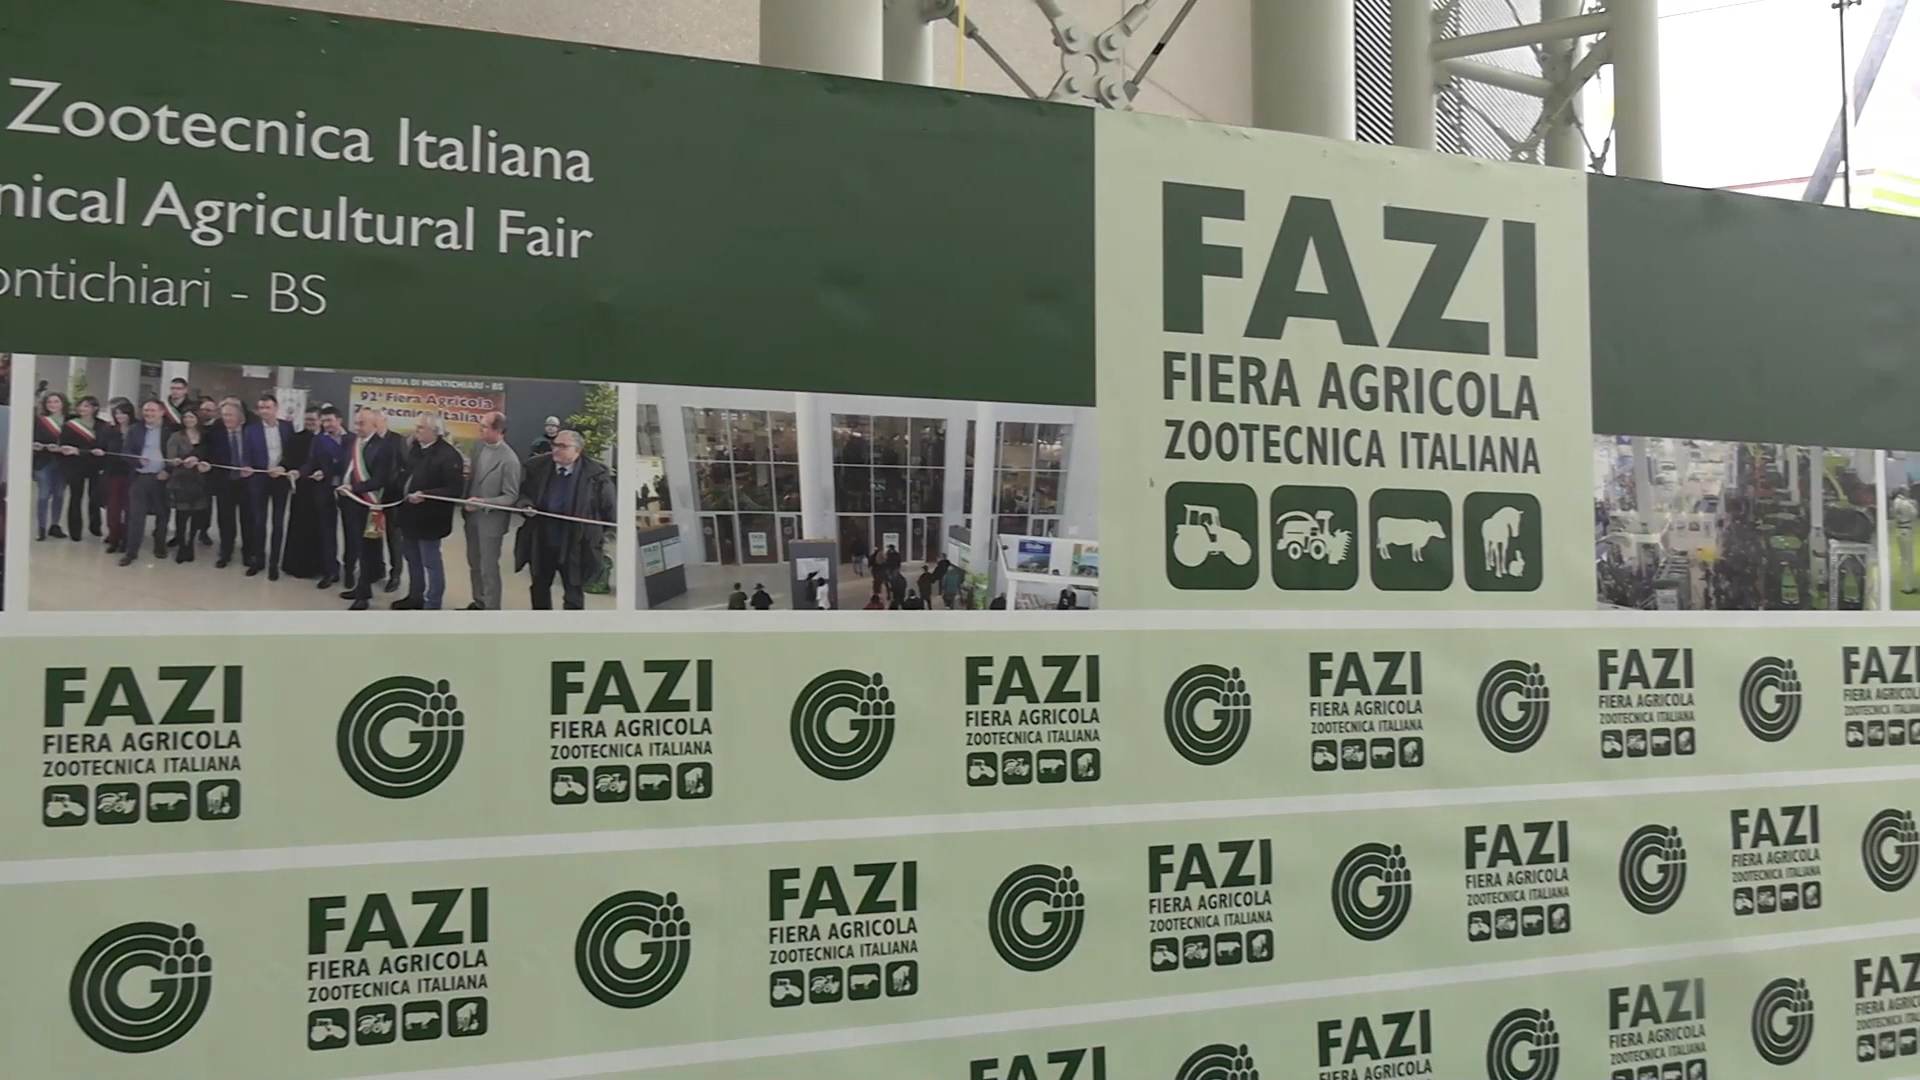 Zootecnica Italiana
Agricultural Fair
BS
CENTRO FIERA DI MONTICHIARI - BS
92ª Fiera Agricola
FAZI
FIERA AGRICOLA
ZOOTECNICA ITALIANA
FAZI
FIERA AGRICOLA
ZOOTECNICA ITALIANA
G
FAZI
FIERA AGRICOLA
ZOOTECNICA ITALIANA
G
FAZI
FIERA AGRICOLA
ZOOTECNICA ITALIANA
G
FAZI
FIERA AGRICOLA
ZOOTECNICA ITALIANA
G
FAZI
FIERA AGRICOLA
ZOOTECNICA ITALIANA
G
FAZI
G
FAZI
FIERA AGRICOLA
ZOOTECNICA ITALIANA
G
FAZI
FIERA AGRICOLA
ZOOTECNICA ITALIANA
G
FAZI
FIERA AGRICOLA
ZOOTECNICA ITALIANA
G
FAZI
FIERA AGRICOLA
ZOOTECNICA ITALIANA
G
FAZI
FIERA AGRICOLA
ZOOTECNICA ITALIANA
G
FAZI
FAZI
FIERA AGRICOLA
G
FAZI
FIERA AGRICOLA
ZOOTECNICA ITALIANA
G